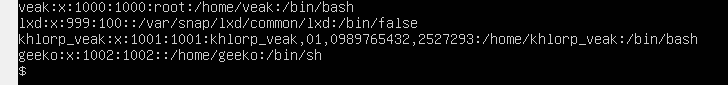 veak:x:1000:1000:root:/home/veak:/bin/bash
lxd:x:999:100::/var/snap/lxd/common/lxd:/bin/false
khlorp_veak:x:1001:1001:khlorp_veak,01,0989765432,2527293:/home/khlorp_veak:/bin/bash
geeko:x:1002:1002::/home/geeko:/bin/sh
$